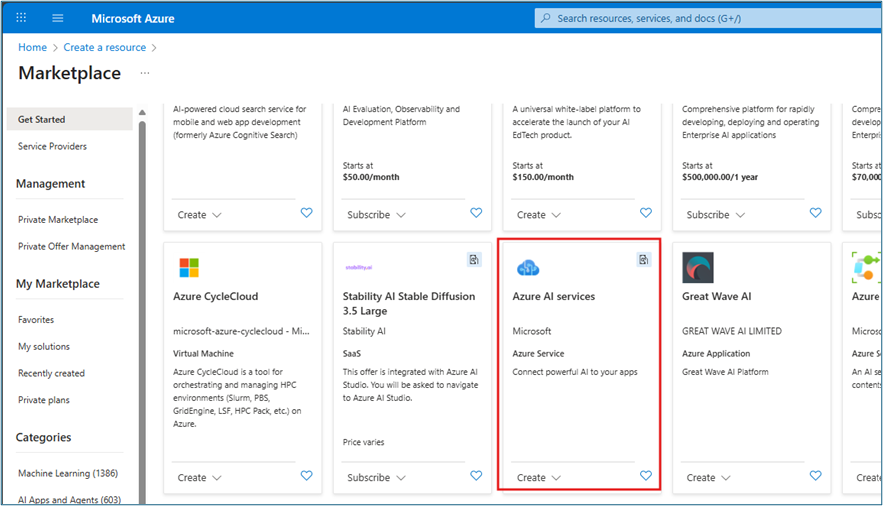 Microsoft Azure
Search resources, services, and docs (G+/)
Home > Create a resource >
Marketplace ...
Get Started
Service Providers
Management
Private Marketplace
Private Offer Management
My Marketplace
Favorites
My solutions
Recently created
Private plans
Categories
Machine Learning (1386)
AI Apps and Agents (603)
AI-powered cloud search service for
mobile and web app development
(formerly Azure Cognitive Search)
Create
AI Evaluation, Observability and
Development Platform
Starts at
$50.00/month
Subscribe
A universal white-label platform to
accelerate the launch of your AI
EdTech product.
Starts at
$150.00/month
Create
Comprehensive platform for rapidly
developing, deploying and operating
Enterprise AI applications
Starts at
$500,000.00/1 year
Subscribe
Compre
develop
Enterpri
Starts at
$70,000
Subsc
Azure CycleCloud
microsoft-azure-cyclecloud - Mi...
Virtual Machine
Azure CycleCloud is a tool for
orchestrating and managing HPC
environments (Slurm, PBS,
GridEngine, LSF, HPC Pack, etc.) on
Azure.
Create
stability.ai
Stability AI Stable Diffusion
3.5 Large
Stability AI
SaaS
This offer is integrated with Azure AI
Studio. You will be asked to navigate
to Azure AI Studio.
Price varies
Subscribe
Azure AI services
Microsoft
Azure Service
Connect powerful AI to your apps
Create
Great Wave AI
GREAT WAVE AI LIMITED
Azure Application
Great Wave AI Platform
Create
Azure
Microso
Azure Se
An AI se
contents
Create